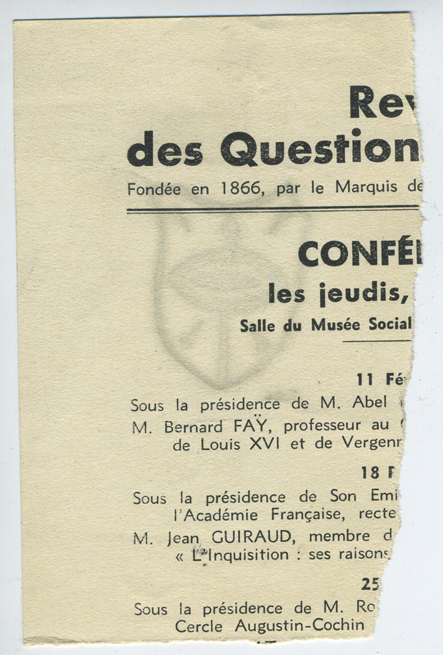 Rev
des Question
Fondée en 1866, par le Marquis de
CONFÉ
les jeudis,
Salle du Musée Social
11 Fé
Sous la présidence de M. Abel
M. Bernard FAŸ, professeur au
de Louis XVI et de Vergenn
18 F
Sous la présidence de Son Emi
l'Académie Française, recte
M. Jean GUIRAUD, membre d
« L'Inquisition : ses raisons
25
Sous la présidence de M. Ro
Cercle Augustin-Cochin